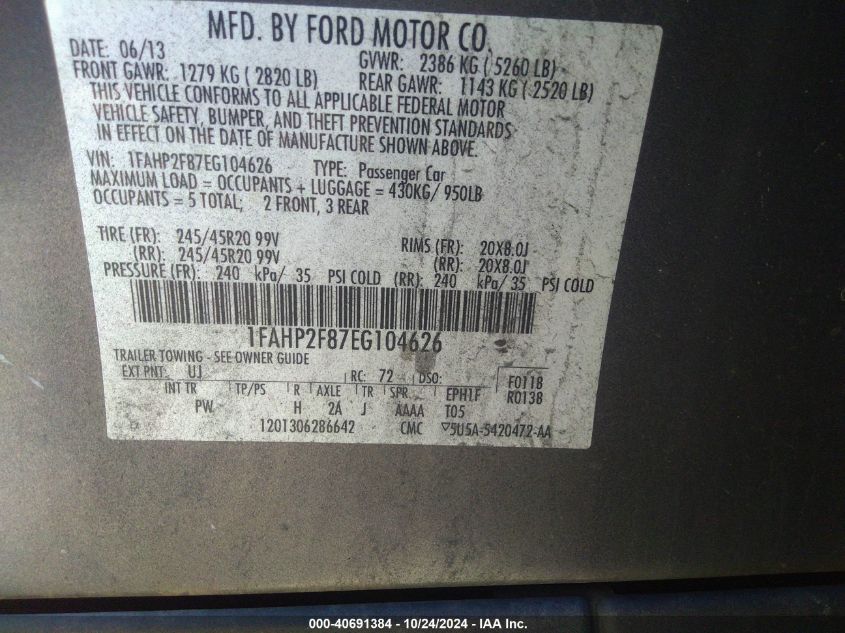 MFD. BY FORD MOTOR CO.
DATE: 06/13 GVWR: 2386 KG ( 5260 LB)
FRONT GAWR: 1279 KG ( 2820 LB) REAR GAWR: 1143 KG ( 2520 LB)
THIS VEHICLE CONFORMS TO ALL APPLICABLE FEDERAL MOTOR
VEHICLE SAFETY, BUMPER, AND THEFT PREVENTION STANDARDS
IN EFFECT ON THE DATE OF MANUFACTURE SHOWN ABOVE.
VIN: 1FAHP2F87EG104626 TYPE: Passenger Car
MAXIMUM LOAD = OCCUPANTS + LUGGAGE = 430KG/ 950LB
OCCUPANTS = 5 TOTAL; 2 FRONT, 3 REAR
TIRE (FR): 245/45R20 99V RIMS (FR): 20X8.0J
(RR): 245/45R20 99V (RR): 20X8.0J
PRESSURE (FR): 240 kPa/ 35 PSI COLD (RR): 240 kPa/ 35 PSI COLD
1FAHP2F87EG104626
TRAILER TOWING - SEE OWNER GUIDE
EXT PNT: UJ RC: 72 DSO: F0118
R0138
INT TR TP/PS R AXLE TR SPR EPH1F
PW H 2A J AAAA T05
1201306286642 CMC 5U5A-5420472-AA
000-40691384 - 10/24/2024 - IAA Inc.